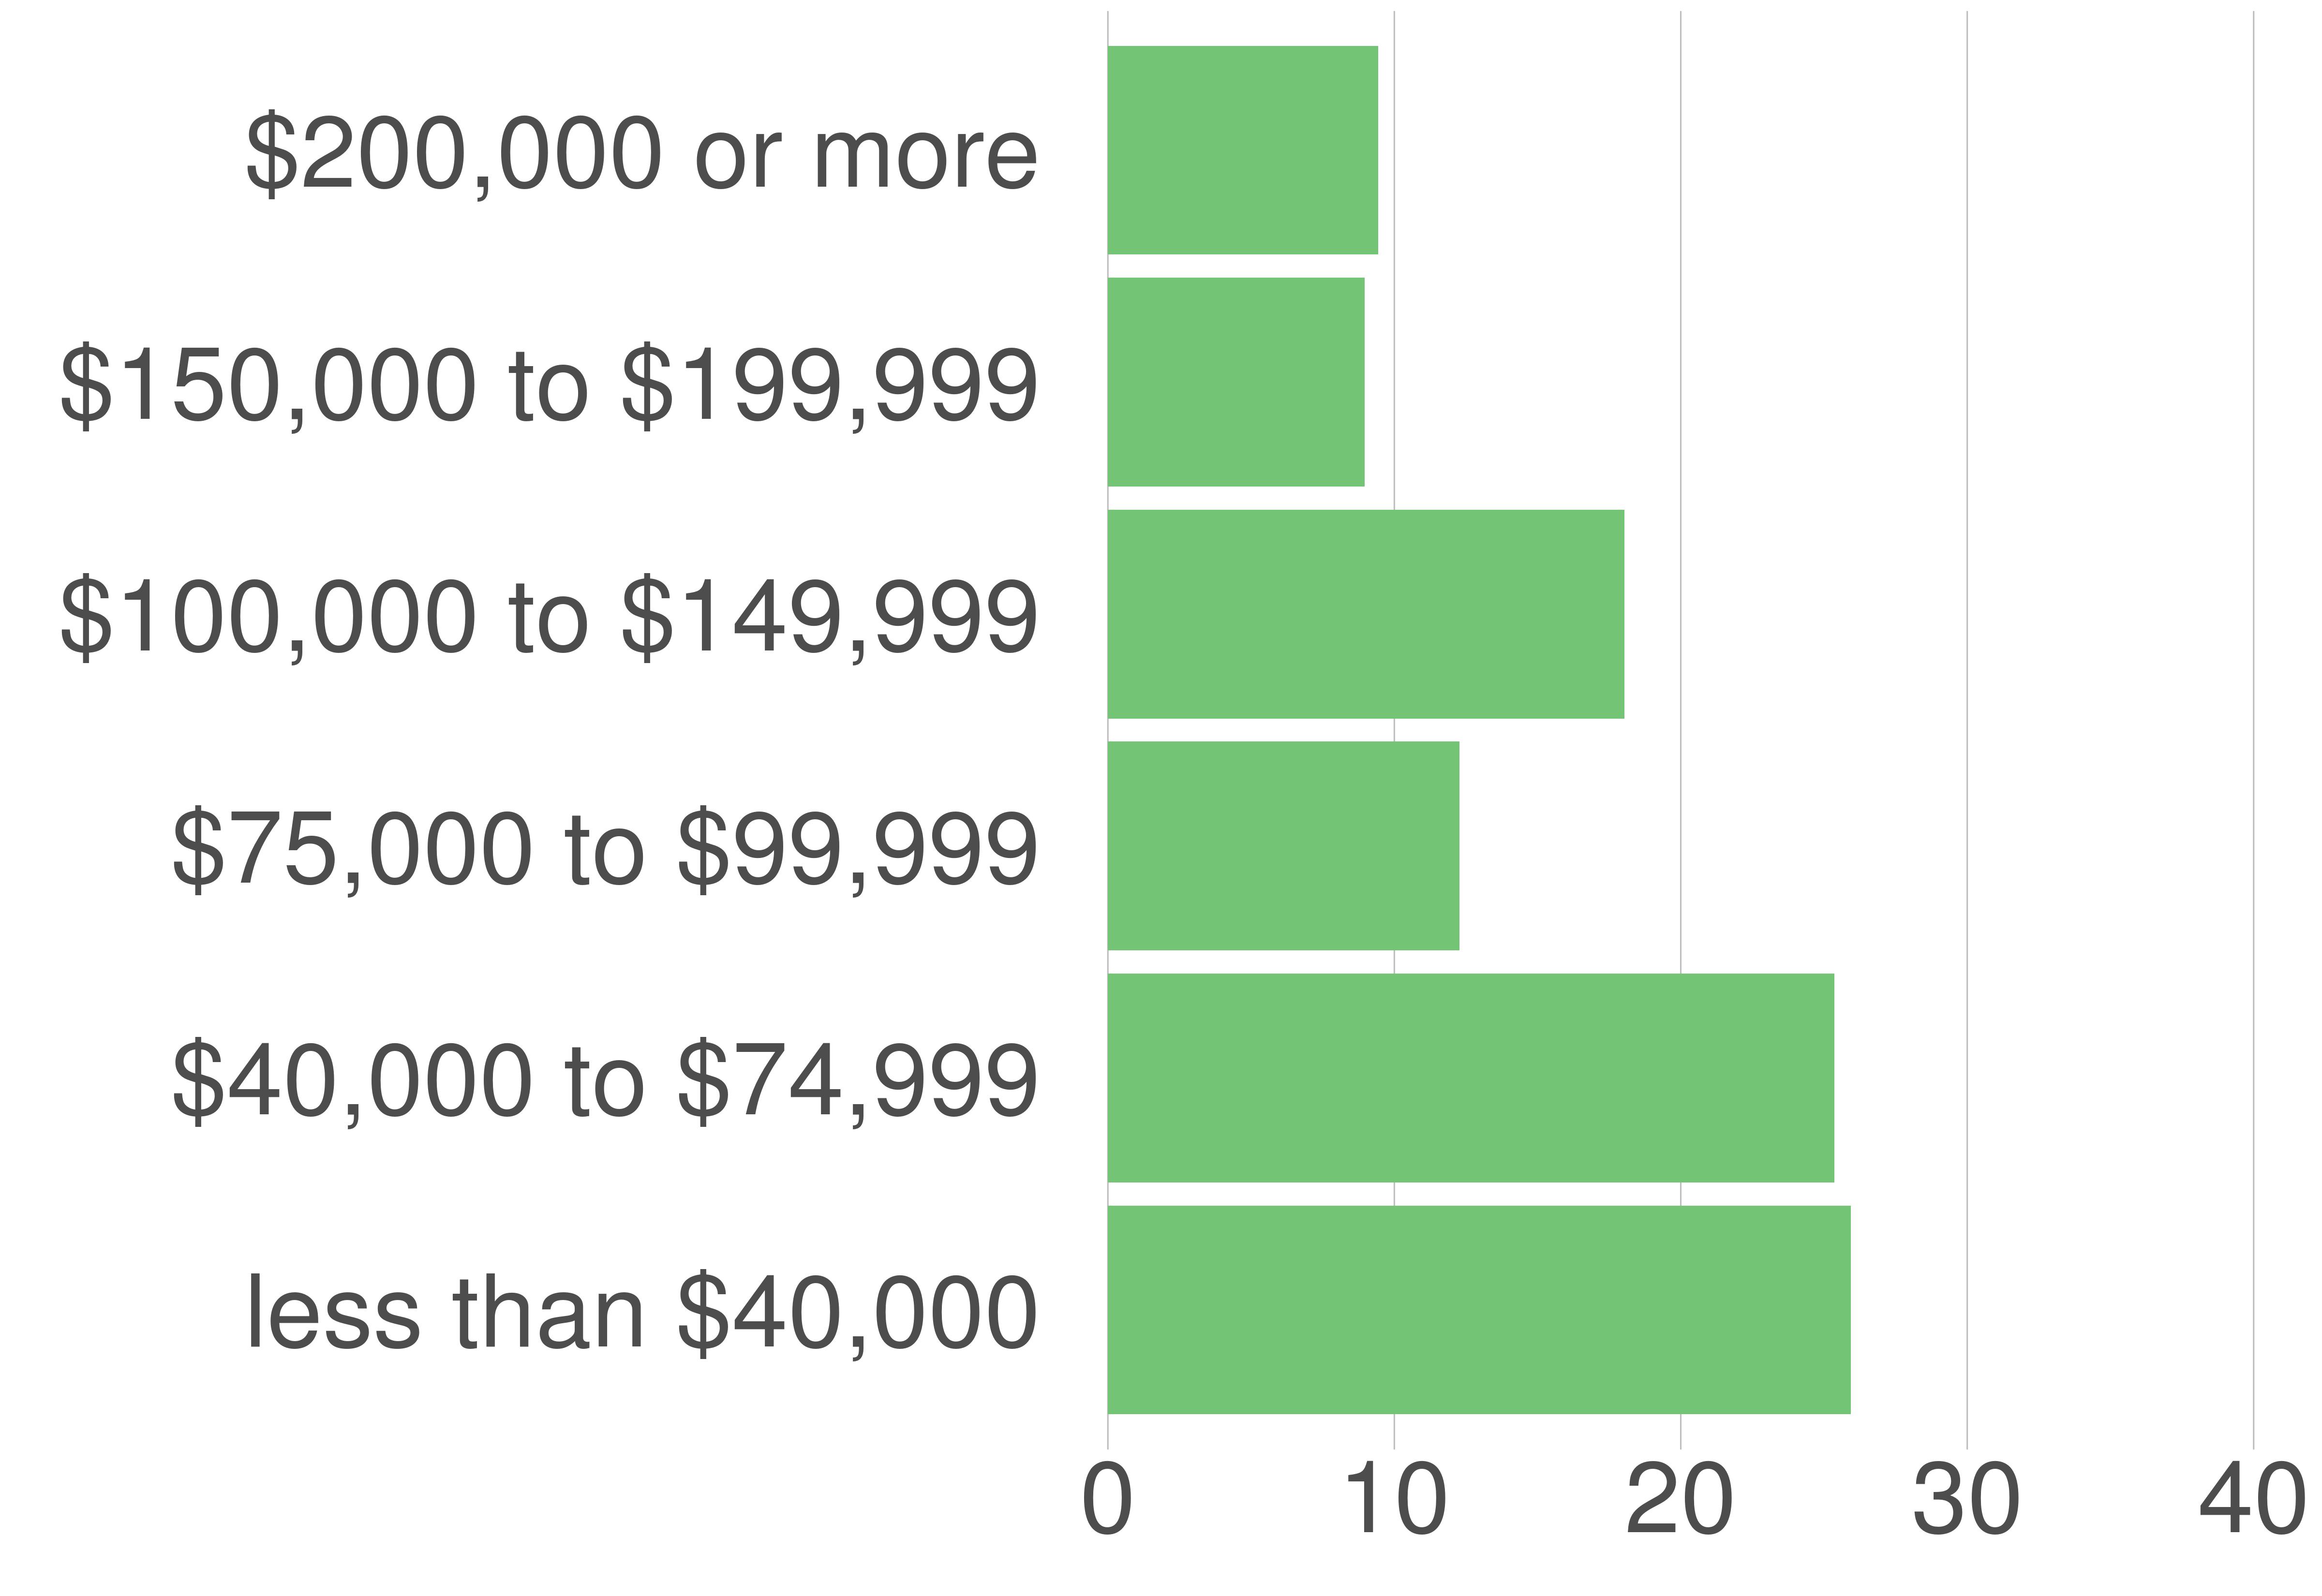 $200,000 or more
$150,000 to $199,999
$100,000 to $149,999
$75,000 to $99,999
$40,000 to $74,999
less than $40,000
0 10 20 30 40